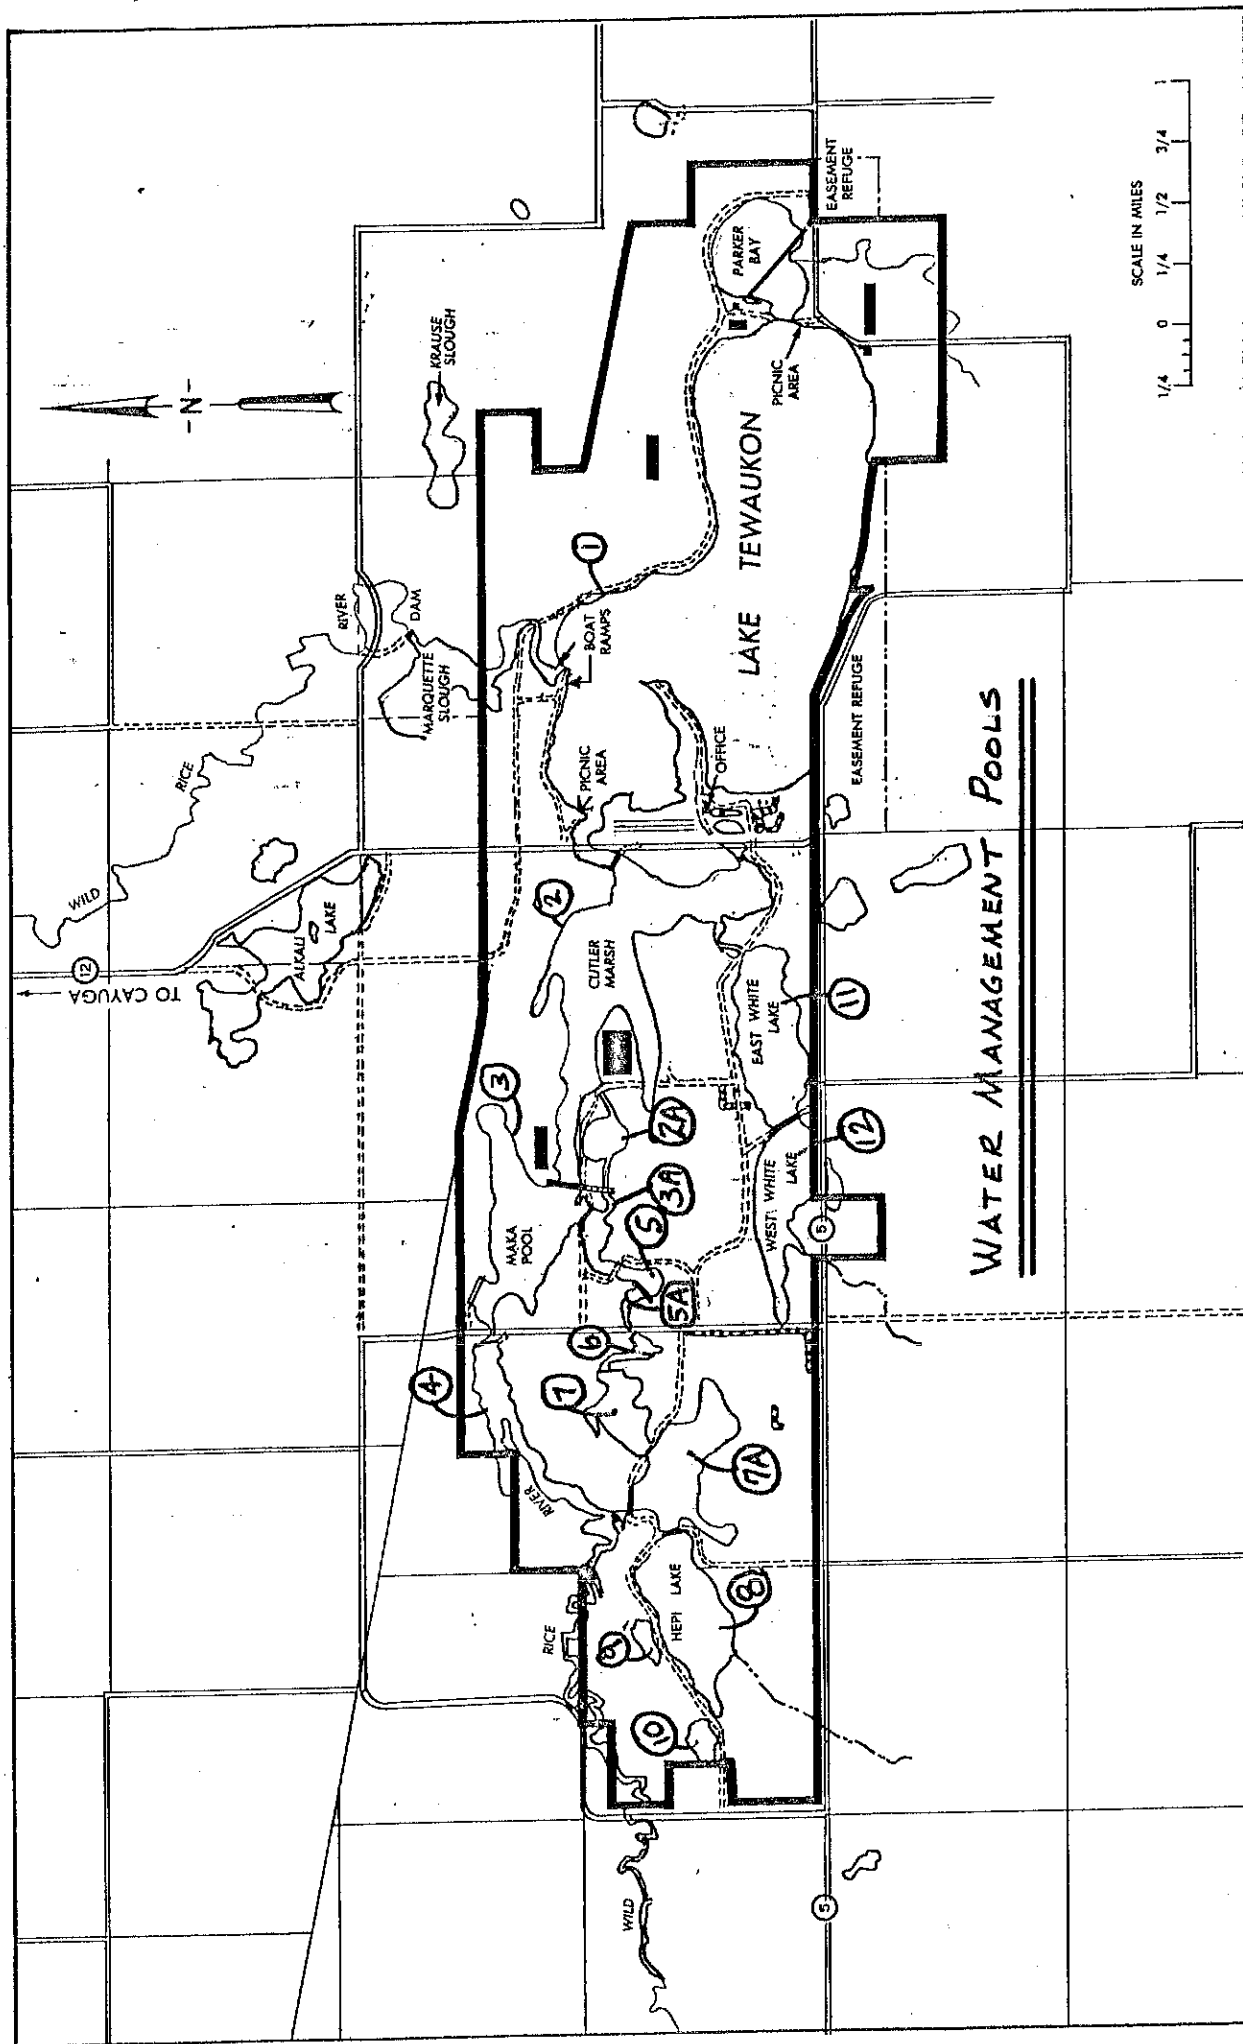 -N-
SCALE IN MILES
1/4 0 1/4 1/2 3/4 1
TO CAYUGA
12
WILD
RICE
RIVER
DAM
ALKALI
LAKE
MARQUETTE
SLOUGH
KRAUSE
SLOUGH
BOAT
RAMPS
PICNIC
AREA
OFFICE
LAKE TEWAUKON
PARKER
BAY
PICNIC
AREA
EASEMENT
REFUGE
EASEMENT REFUGE
CUTLER
MARSH
EAST WHITE
LAKE
WEST WHITE
LAKE
MAKA
POOL
RIVER
HEPI LAKE
RICE
WILD
5
5
1
2
2A
3
3A
4
5
5A
6
7
7A
8
9
10
11
12
WATER MANAGEMENT POOLS